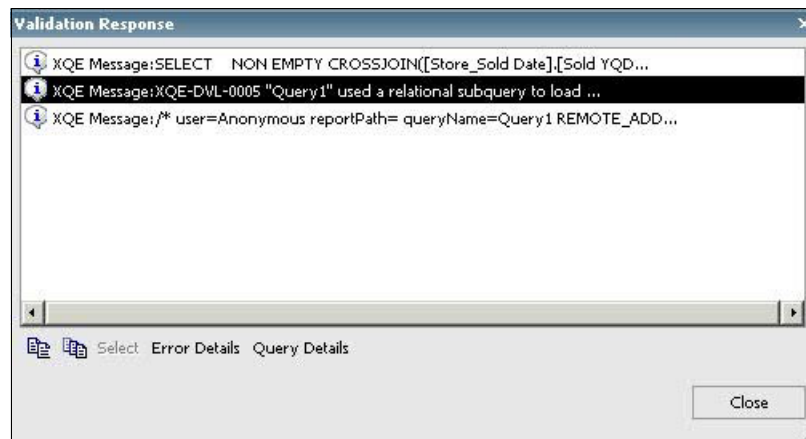 Validation Response
XQE Message:SELECT NON EMPTY CROSSJOIN([Store_Sold Date].[Sold YQD...
XQE Message:XQE-DVL-0005 "Query1" used a relational subquery to load ...
XQE Message:/* user=Anonymous reportPath= queryName=Query1 REMOTE_ADD...
Select Error Details Query Details
Close